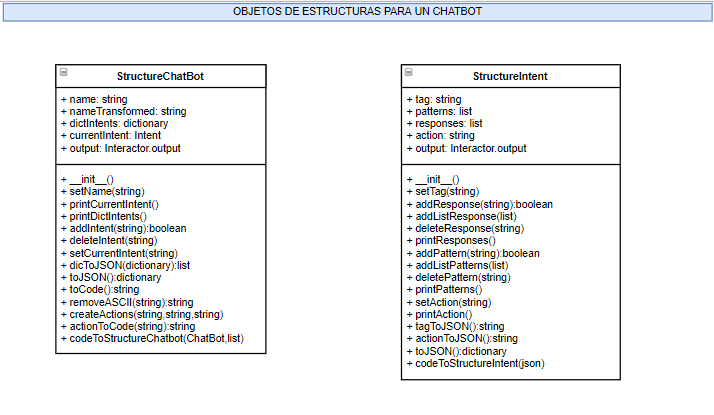 OBJETOS DE ESTRUCTURAS PARA UN CHATBOT
StructureChatBot
+ name: string
+ nameTransformed: string
+ dictIntents: dictionary
+ currentIntent: Intent
+ output: Interactor.output
+ __init__()
+ setName(string)
+ printCurrentIntent()
+ printDictIntents()
+ addIntent(string):boolean
+ deleteIntent(string)
+ setCurrentIntent(string)
+ dicToJSON(dictionary):list
+ toJSON():dictionary
+ toCode():string
+ removeASCII(string):string
+ createActions(string,string,string)
+ actionToCode(string):string
+ codeToStructureChatbot(ChatBot,list)
StructureIntent
+ tag: string
+ patterns: list
+ responses: list
+ action: string
+ output: Interactor.output
+ __init__()
+ setTag(string)
+ addResponse(string):boolean
+ addListResponse(list)
+ deleteResponse(string)
+ printResponses()
+ addPattern(string):boolean
+ addListPatterns(list)
+ deletePattern(string)
+ printPatterns()
+ setAction(string)
+ printAction()
+ tagToJSON():string
+ actionToJSON():string
+ toJSON():dictionary
+ codeToStructureIntent(json)